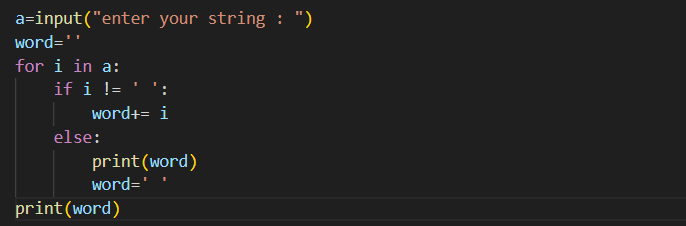 a=input("enter your string : ")
word=''
for i in a:
    if i != ' ':
        word+= i
    else:
        print(word)
        word=' '
print(word)